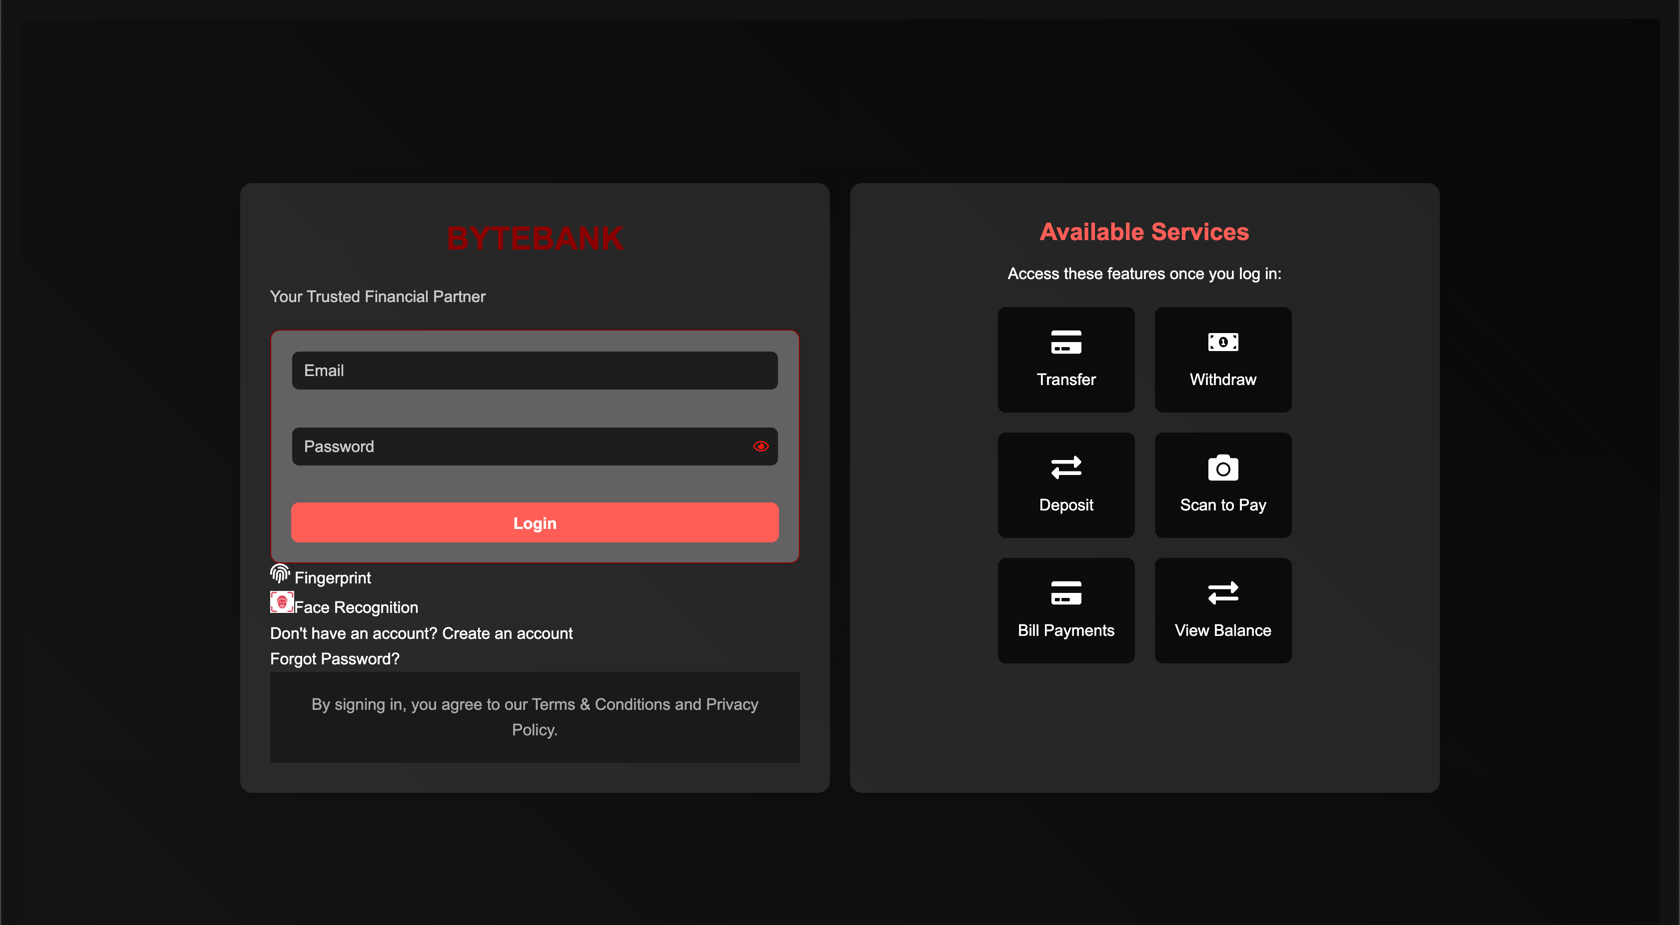 BYTEBANK
Your Trusted Financial Partner
Email
Password
Login
Fingerprint
Face Recognition
Don't have an account? Create an account
Forgot Password?
By signing in, you agree to our Terms & Conditions and Privacy
Policy.
Available Services
Access these features once you log in:
Transfer
Withdraw
Deposit
Scan to Pay
Bill Payments
View Balance